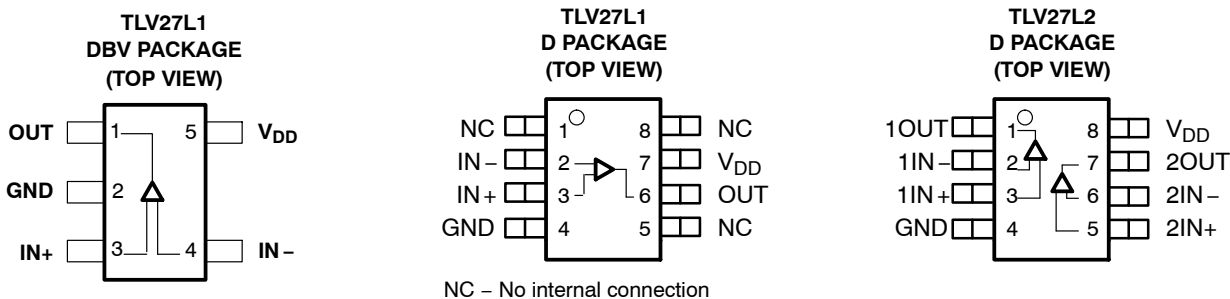 TLV27L1
DBV PACKAGE
(TOP VIEW)
OUT 1 5 VDD
GND 2
IN+ 3 4 IN−
TLV27L1
D PACKAGE
(TOP VIEW)
NC 1 8 NC
IN− 2 7 VDD
IN+ 3 6 OUT
GND 4 5 NC
NC − No internal connection
TLV27L2
D PACKAGE
(TOP VIEW)
1OUT 1 8 VDD
1IN− 2 7 2OUT
1IN+ 3 6 2IN−
GND 4 5 2IN+